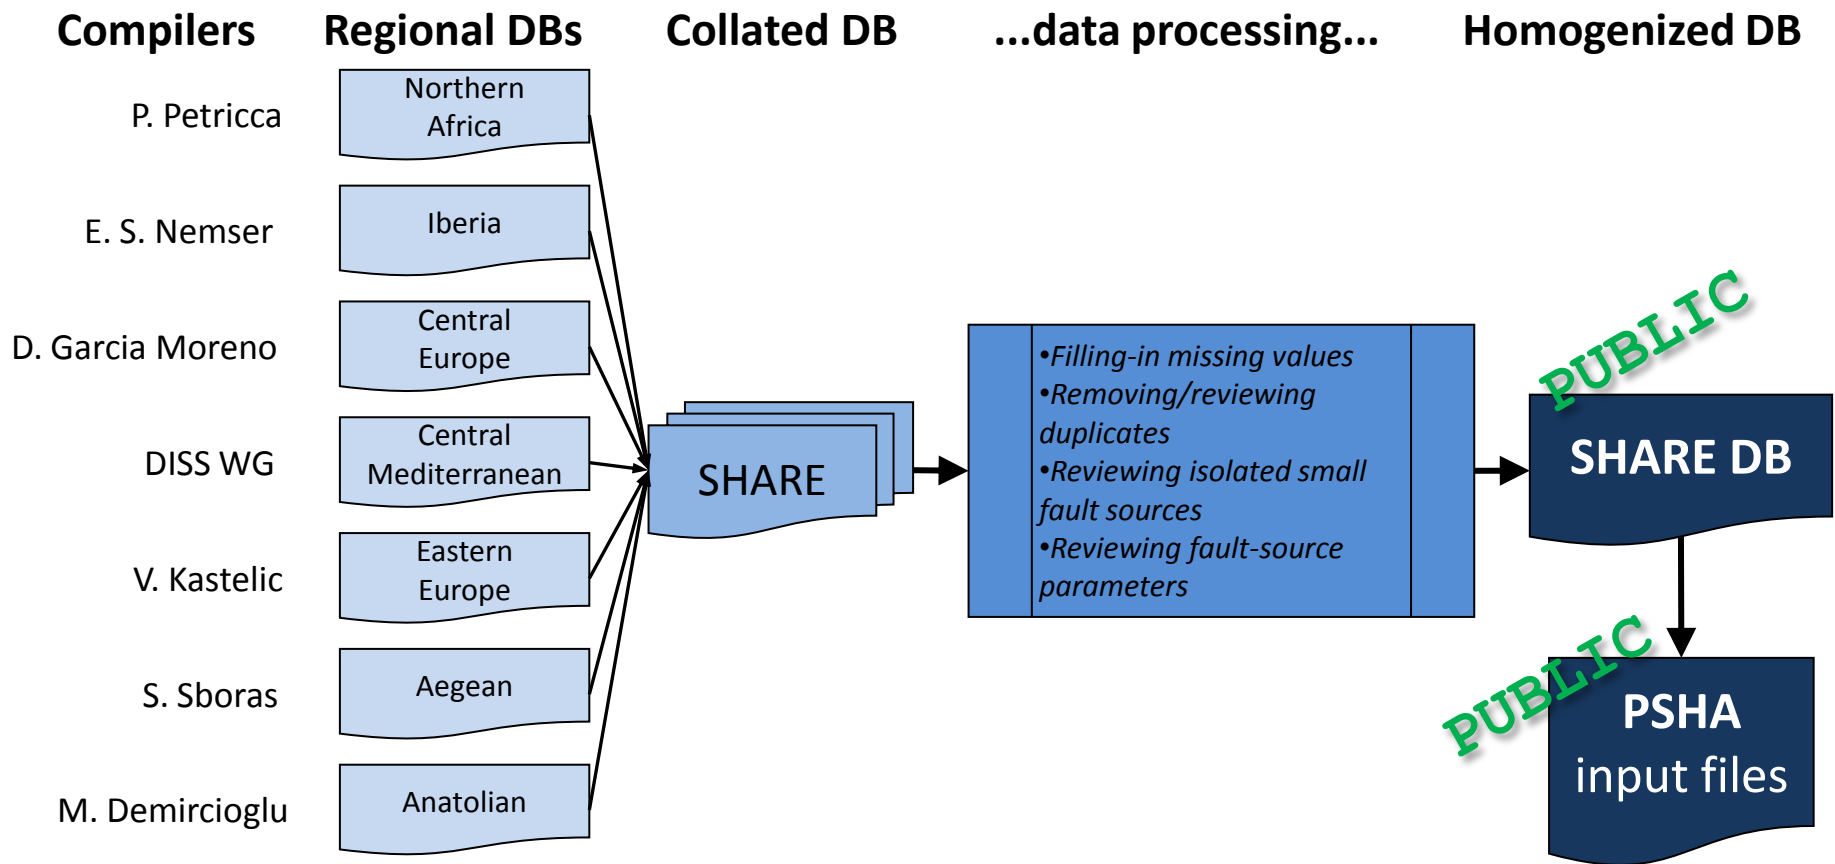 Compilers
Regional DBs
Collated DB
...data processing...
Homogenized DB
P. Petricca
Northern
Africa
E. S. Nemser
Iberia
D. Garcia Moreno
Central
Europe
DISS WG
Central
Mediterranean
V. Kastelic
Eastern
Europe
S. Sboras
Aegean
M. Demircioglu
Anatolian
SHARE
•Filling-in missing values
•Removing/reviewing
duplicates
•Reviewing isolated small
fault sources
•Reviewing fault-source
parameters
PUBLIC
SHARE DB
PUBLIC
PSHA
input files